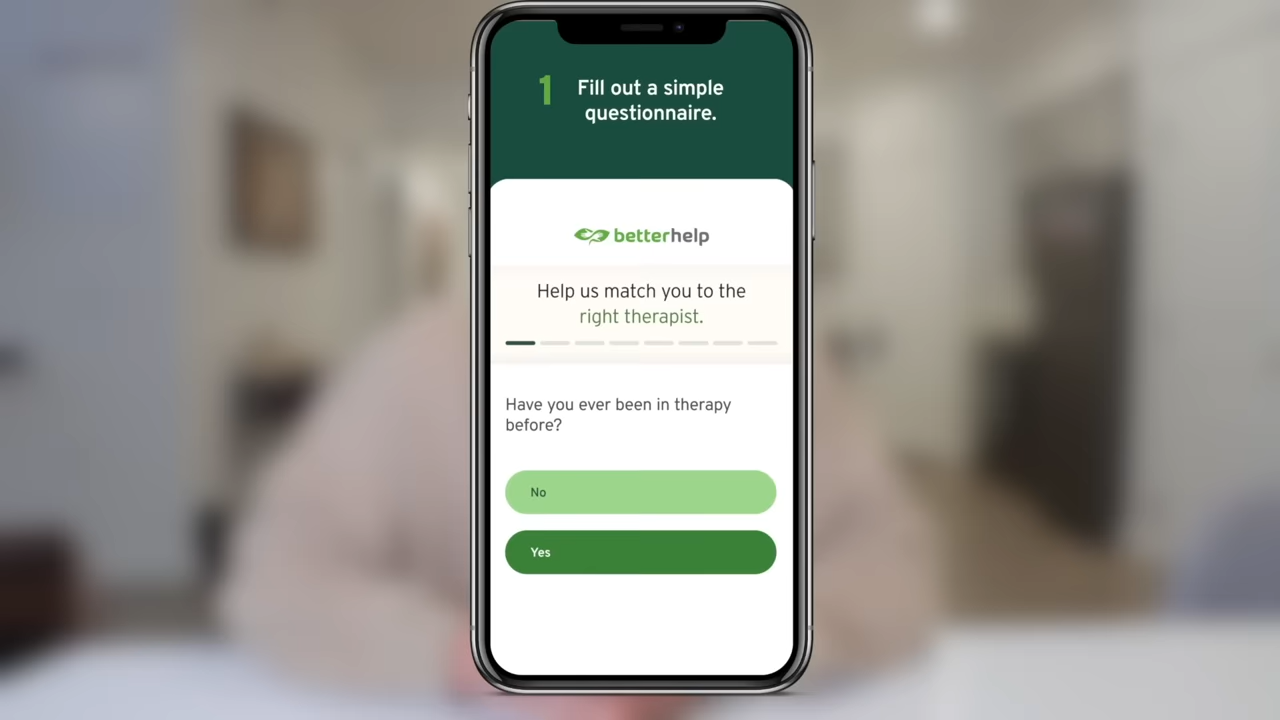 1
Fill out a simple
questionnaire.
betterhelp
Help us match you to the
right therapist.
Have you ever been in therapy
before?
No
Yes